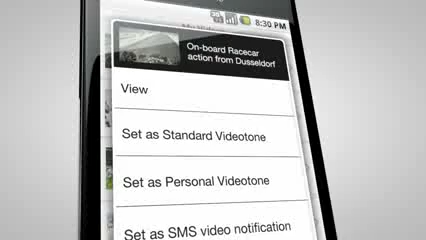 8:30 PM
On-board Racecar
action from Dusseldorf
View
Set as Standard Videotone
Set as Personal Videotone
Set as SMS video notification